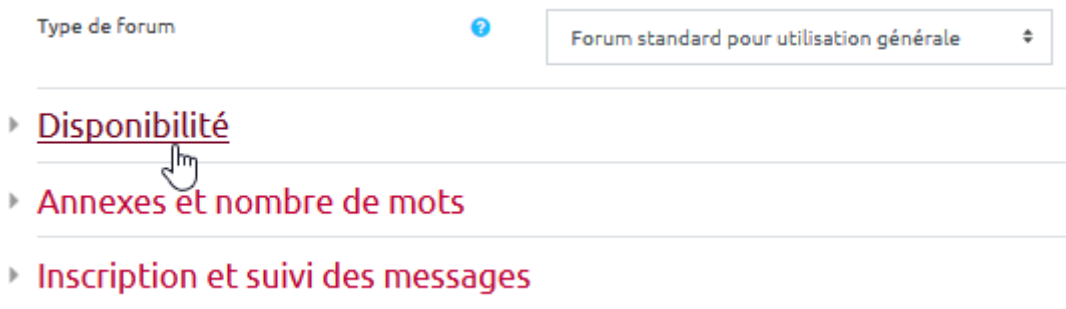 Type de forum
Forum standard pour utilisation générale
Disponibilité
Annexes et nombre de mots
Inscription et suivi des messages